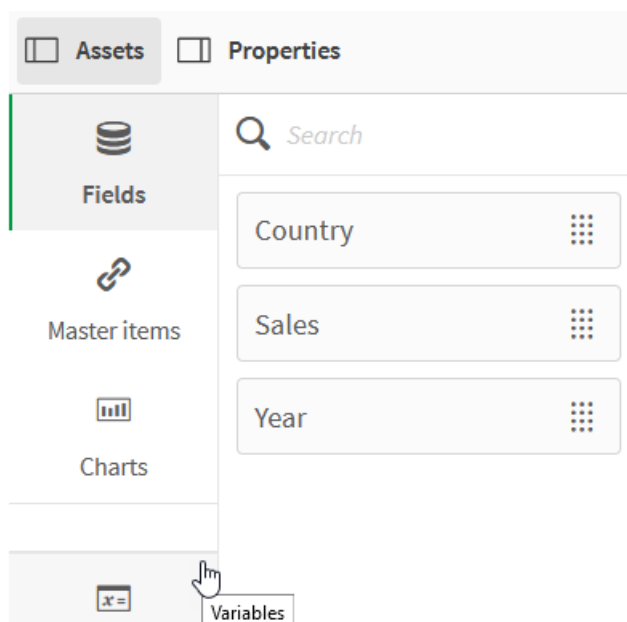 Assets Properties
Fields
Search
Country
Master items
Sales
Year
Charts
x=
Variables